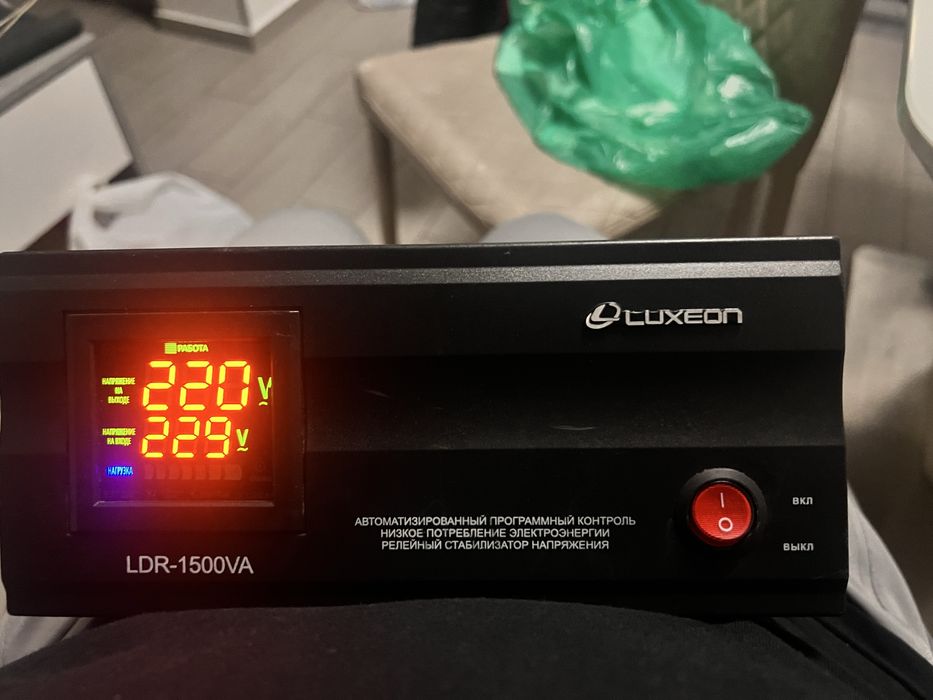 LUXEON
РАБОТА
НАПРЯЖЕНИЕ
НА
ВЫХОДЕ
220 V
НАПРЯЖЕНИЕ
НА ВХОДЕ
229 V
НАГРУЗКА
LDR-1500VA
АВТОМАТИЗИРОВАННЫЙ ПРОГРАММНЫЙ КОНТРОЛЬ
НИЗКОЕ ПОТРЕБЛЕНИЕ ЭЛЕКТРОЭНЕРГИИ
РЕЛЕЙНЫЙ СТАБИЛИЗАТОР НАПРЯЖЕНИЯ
I
O
ВКЛ
ВЫКЛ